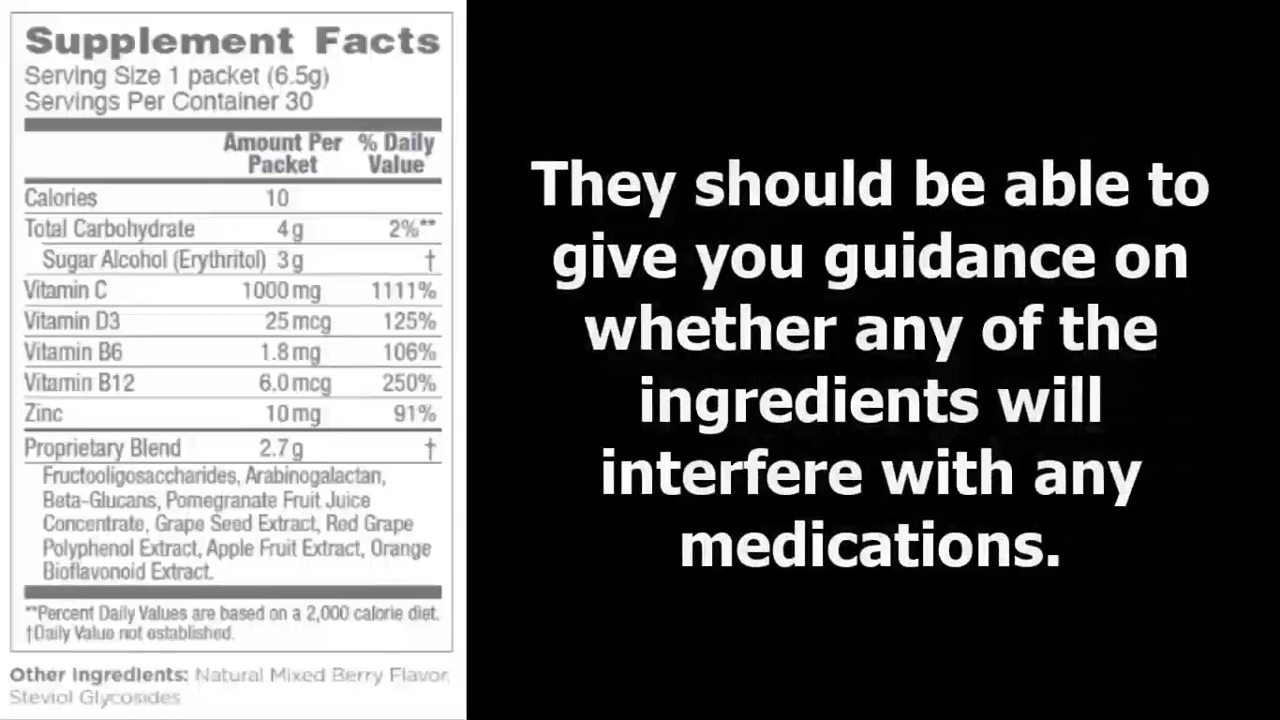 Supplement Facts
Serving Size 1 packet (6.5g)
Servings Per Container 30
Amount Per Packet % Daily Value
Calories 10
Total Carbohydrate 4 g 2%**
Sugar Alcohol (Erythritol) 3 g †
Vitamin C 1000 mg 1111%
Vitamin D3 25 mcg 125%
Vitamin B6 1.8 mg 106%
Vitamin B12 6.0 mcg 250%
Zinc 10 mg 91%
Proprietary Blend 2.7 g †
Fructooligosaccharides, Arabinogalactan,
Beta-Glucans, Pomegranate Fruit Juice
Concentrate, Grape Seed Extract, Red Grape
Polyphenol Extract, Apple Fruit Extract, Orange
Bioflavonoid Extract.
**Percent Daily Values are based on a 2,000 calorie diet.
†Daily Value not established.
Other Ingredients: Natural Mixed Berry Flavor,
Steviol Glycosides
They should be able to
give you guidance on
whether any of the
ingredients will
interfere with any
medications.